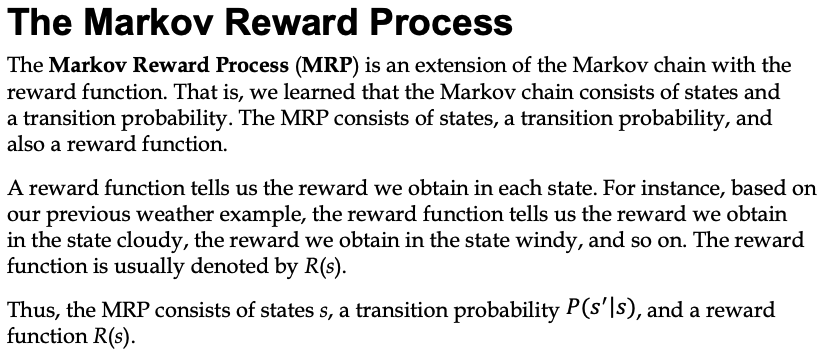 The Markov Reward Process
The Markov Reward Process (MRP) is an extension of the Markov chain with the
reward function. That is, we learned that the Markov chain consists of states and
a transition probability. The MRP consists of states, a transition probability, and
also a reward function.
A reward function tells us the reward we obtain in each state. For instance, based on
our previous weather example, the reward function tells us the reward we obtain
in the state cloudy, the reward we obtain in the state windy, and so on. The reward
function is usually denoted by R(s).
Thus, the MRP consists of states s, a transition probability P(s′|s), and a reward
function R(s).